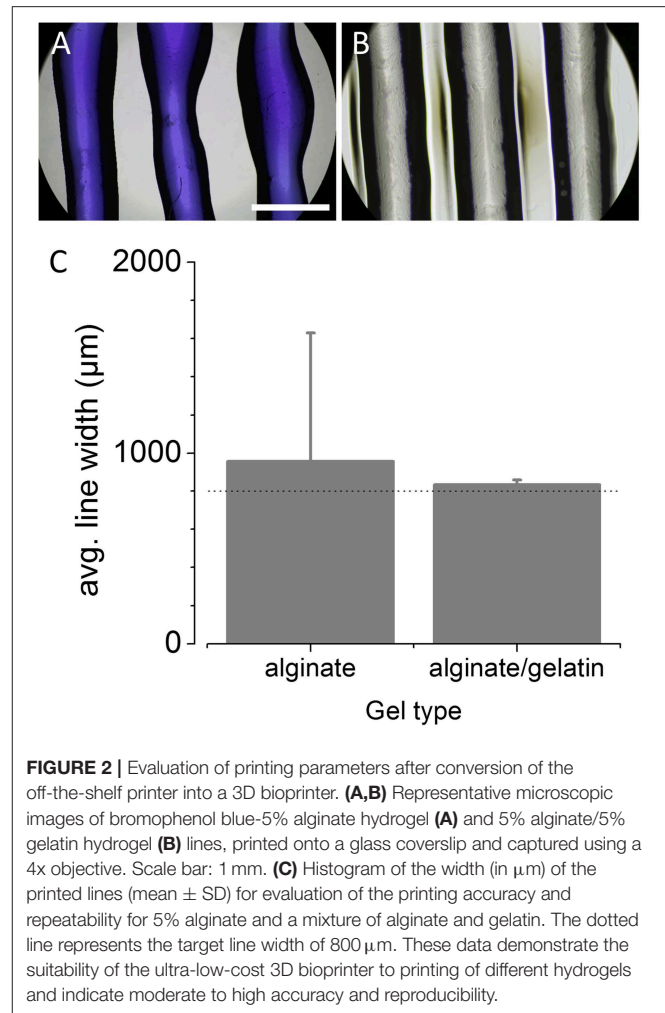 A
B
C
2000
1000
0
avg. line width (µm)
alginate
alginate/gelatin
Gel type
FIGURE 2 | Evaluation of printing parameters after conversion of the
off-the-shelf printer into a 3D bioprinter. (A,B) Representative microscopic
images of bromophenol blue-5% alginate hydrogel (A) and 5% alginate/5%
gelatin hydrogel (B) lines, printed onto a glass coverslip and captured using a
4x objective. Scale bar: 1 mm. (C) Histogram of the width (in µm) of the
printed lines (mean ± SD) for evaluation of the printing accuracy and
repeatability for 5% alginate and a mixture of alginate and gelatin. The dotted
line represents the target line width of 800 µm. These data demonstrate the
suitability of the ultra-low-cost 3D bioprinter to printing of different hydrogels
and indicate moderate to high accuracy and reproducibility.